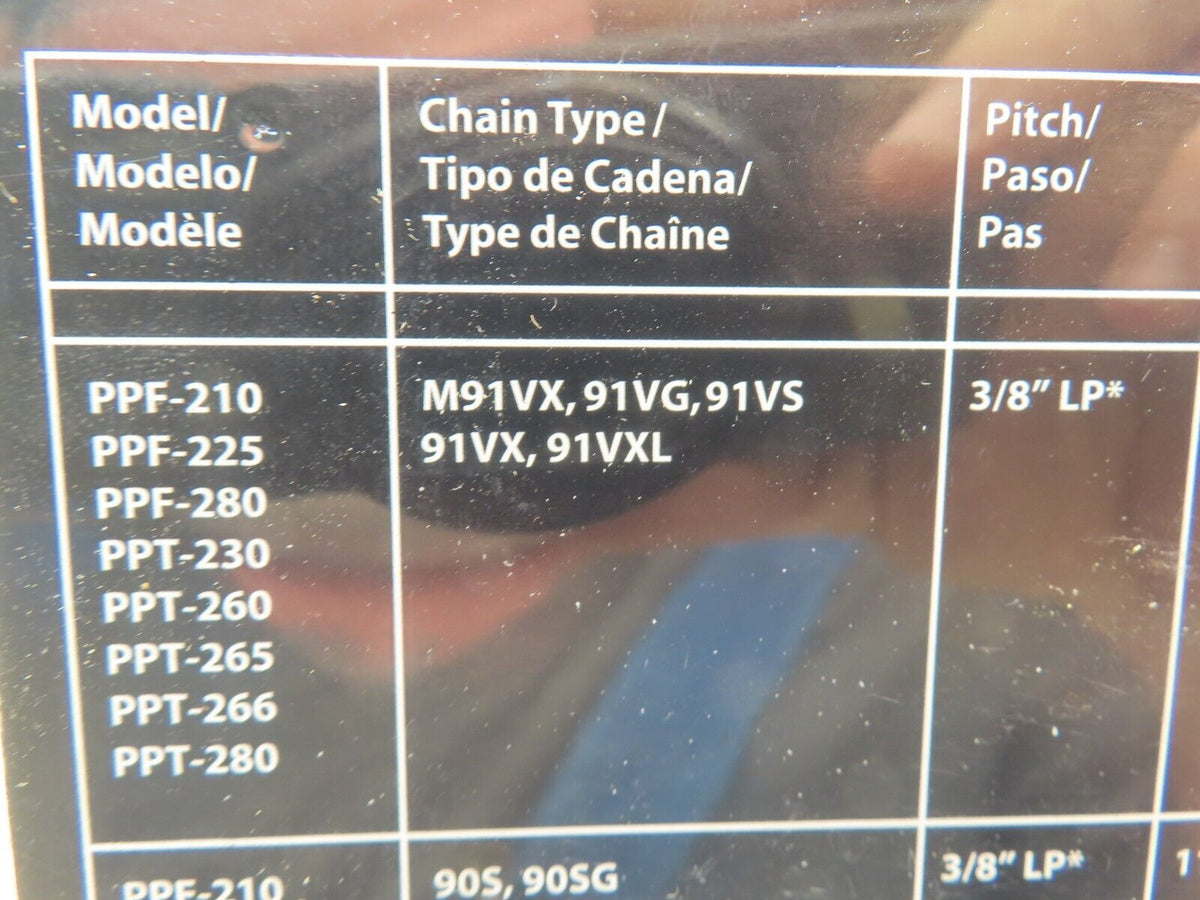 Model/
Modelo/
Modèle
Chain Type /
Tipo de Cadena/
Type de Chaîne
Pitch/
Paso/
Pas
PPF-210
PPF-225
PPF-280
PPT-230
PPT-260
PPT-265
PPT-266
PPT-280
M91VX, 91VG, 91VS
91VX, 91VXL
3/8” LP*
PPF-210
90S, 90SG
3/8” LP*